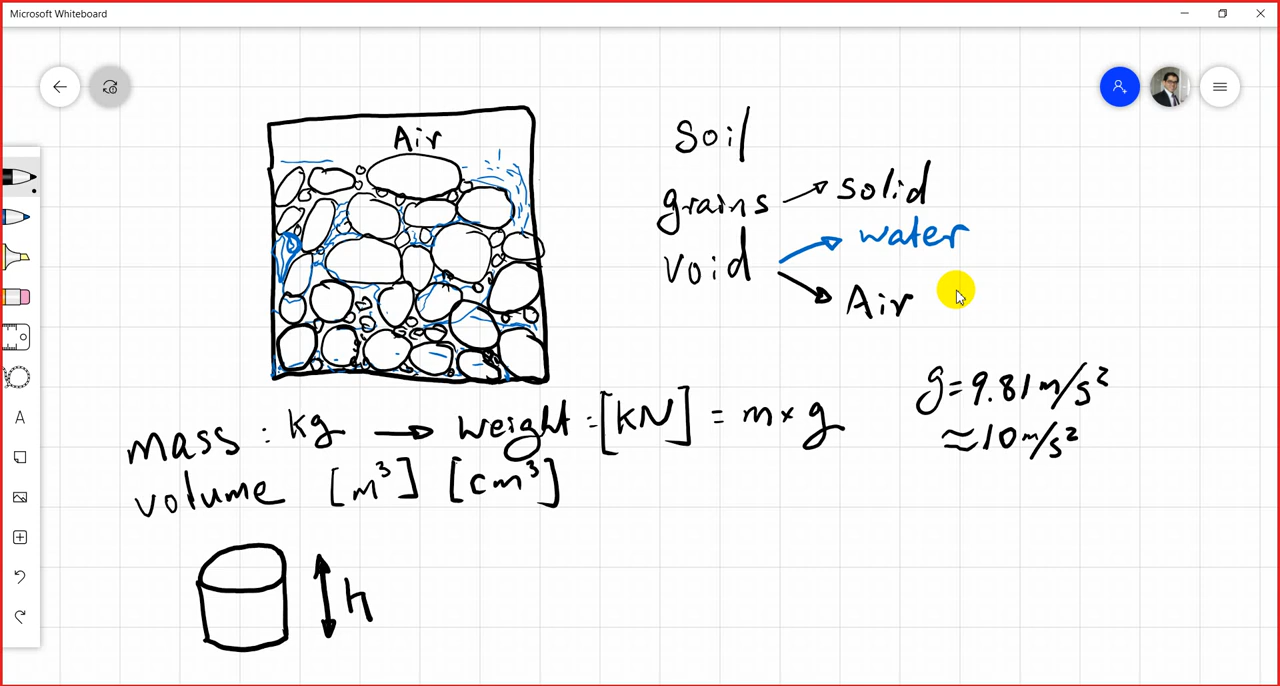 Microsoft Whiteboard
Air
Soil
grains → solid
void → water
→ Air
g = 9.81 m/s²
≈ 10 m/s²
mass : kg → weight = [kN] = m × g
volume [m³] [cm³]
h
A